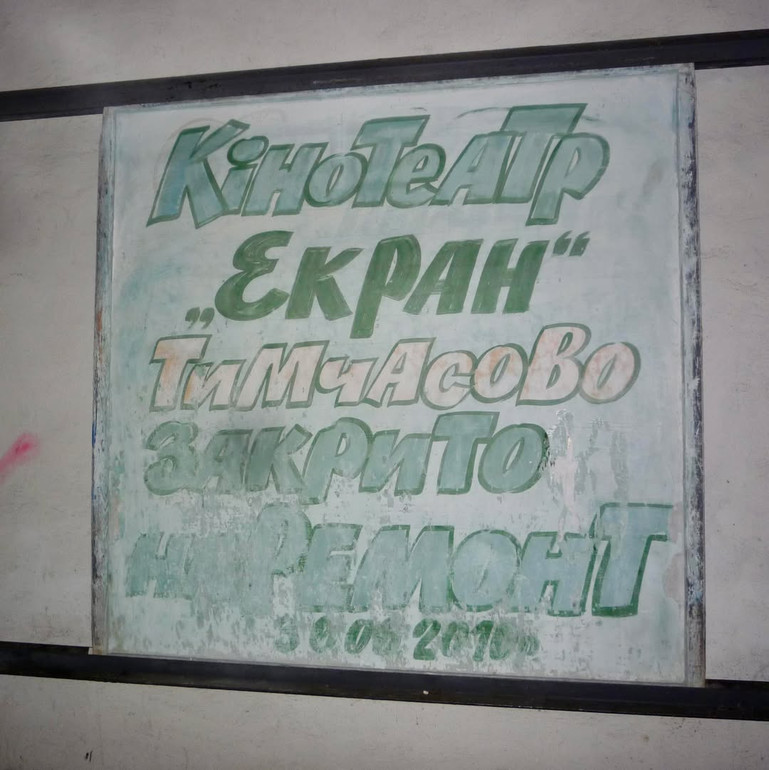 Кінотеатр
„Екран“
Тимчасово
закрито
на ремонт